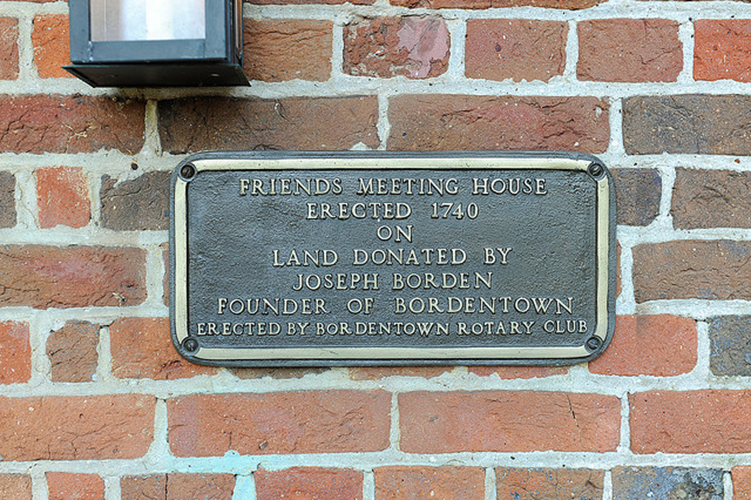 FRIENDS MEETING HOUSE
ERECTED 1740
ON
LAND DONATED BY
JOSEPH BORDEN
FOUNDER OF BORDENTOWN
ERECTED BY BORDENTOWN ROTARY CLUB